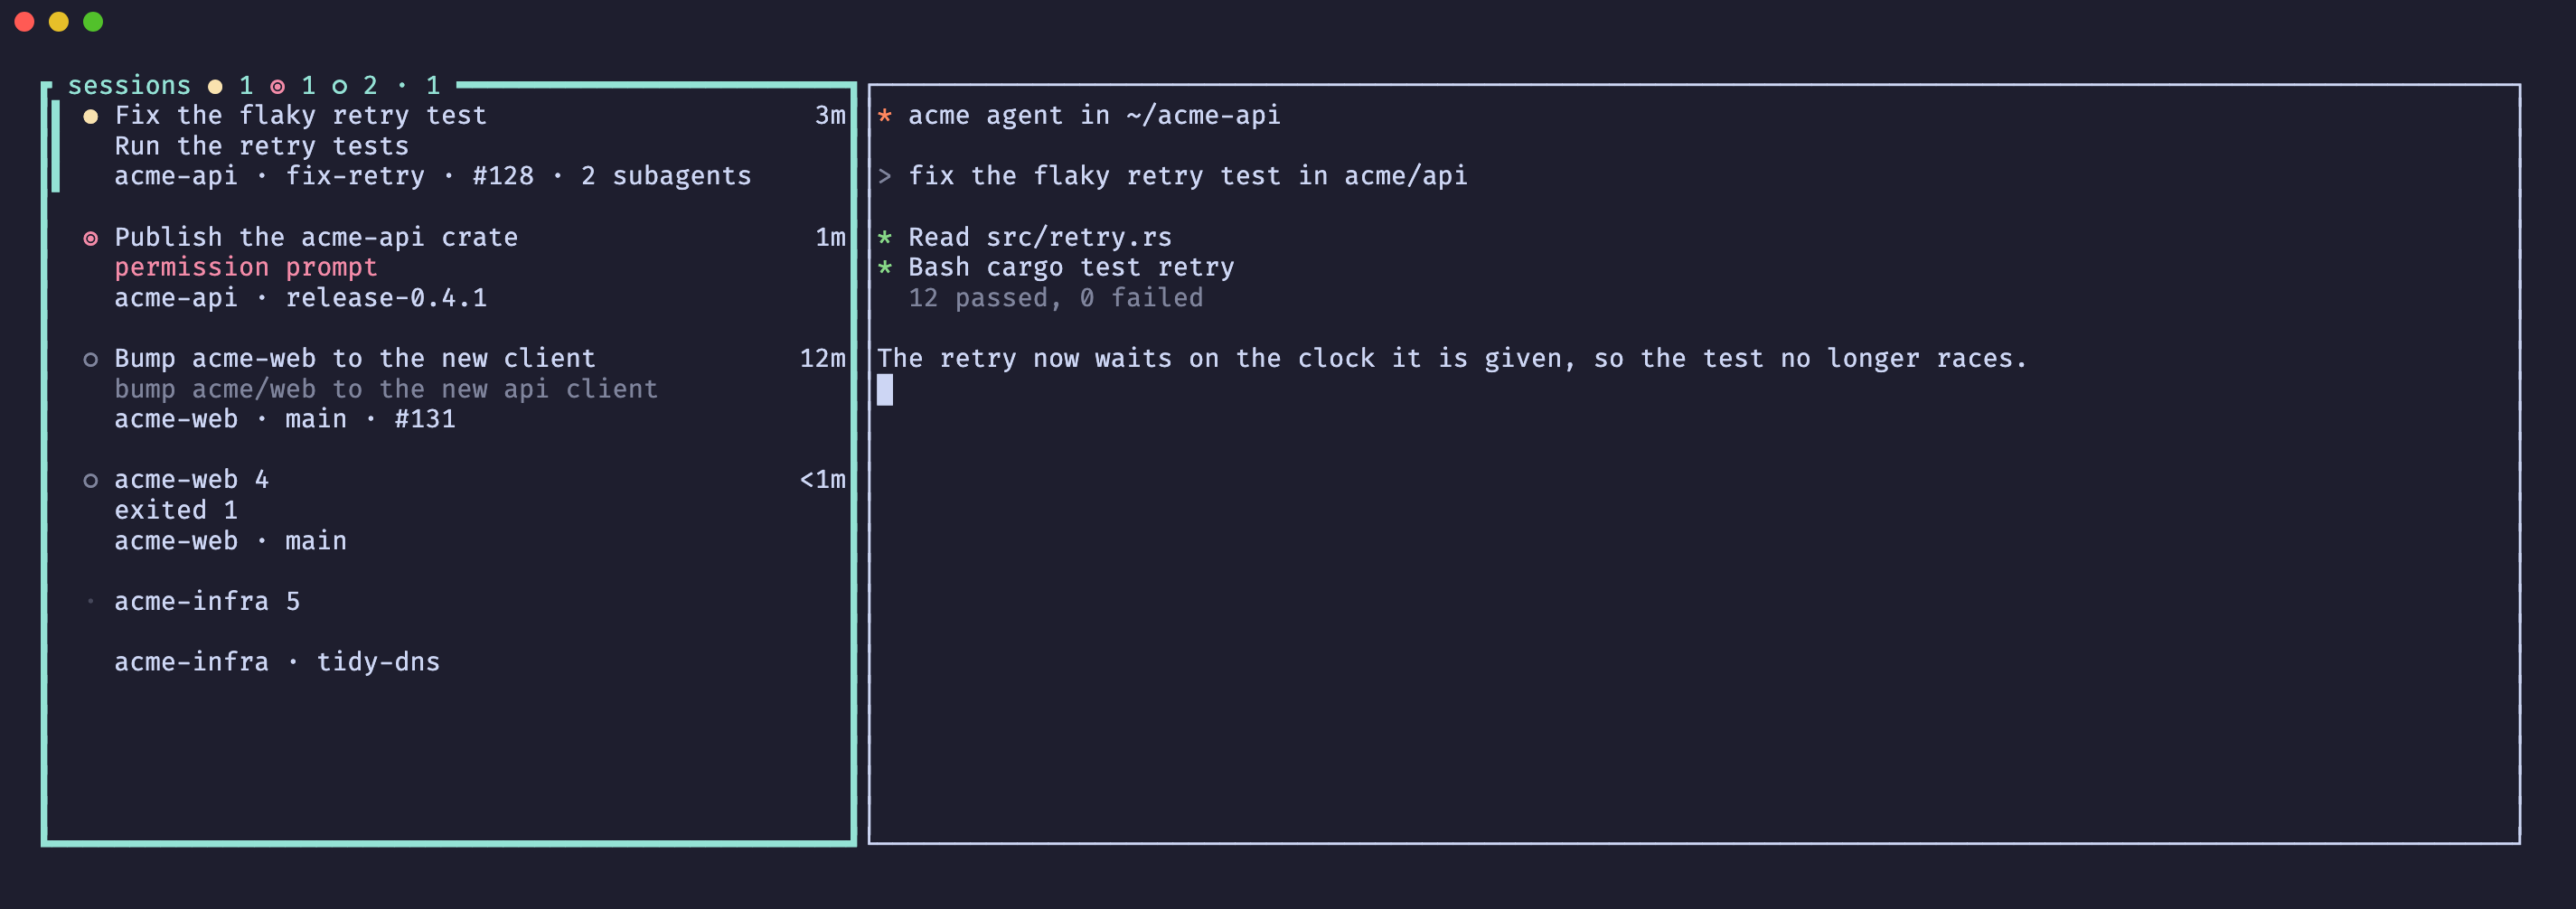 sessions ● 1 ◉ 1 ○ 2 · 1
● Fix the flaky retry test 3m
Run the retry tests
acme-api · fix-retry · #128 · 2 subagents
◉ Publish the acme-api crate 1m
permission prompt
acme-api · release-0.4.1
○ Bump acme-web to the new client 12m
bump acme/web to the new api client
acme-web · main · #131
○ acme-web 4 <1m
exited 1
acme-web · main
· acme-infra 5
acme-infra · tidy-dns
* acme agent in ~/acme-api
> fix the flaky retry test in acme/api
* Read src/retry.rs
* Bash cargo test retry
12 passed, 0 failed
The retry now waits on the clock it is given, so the test no longer races.